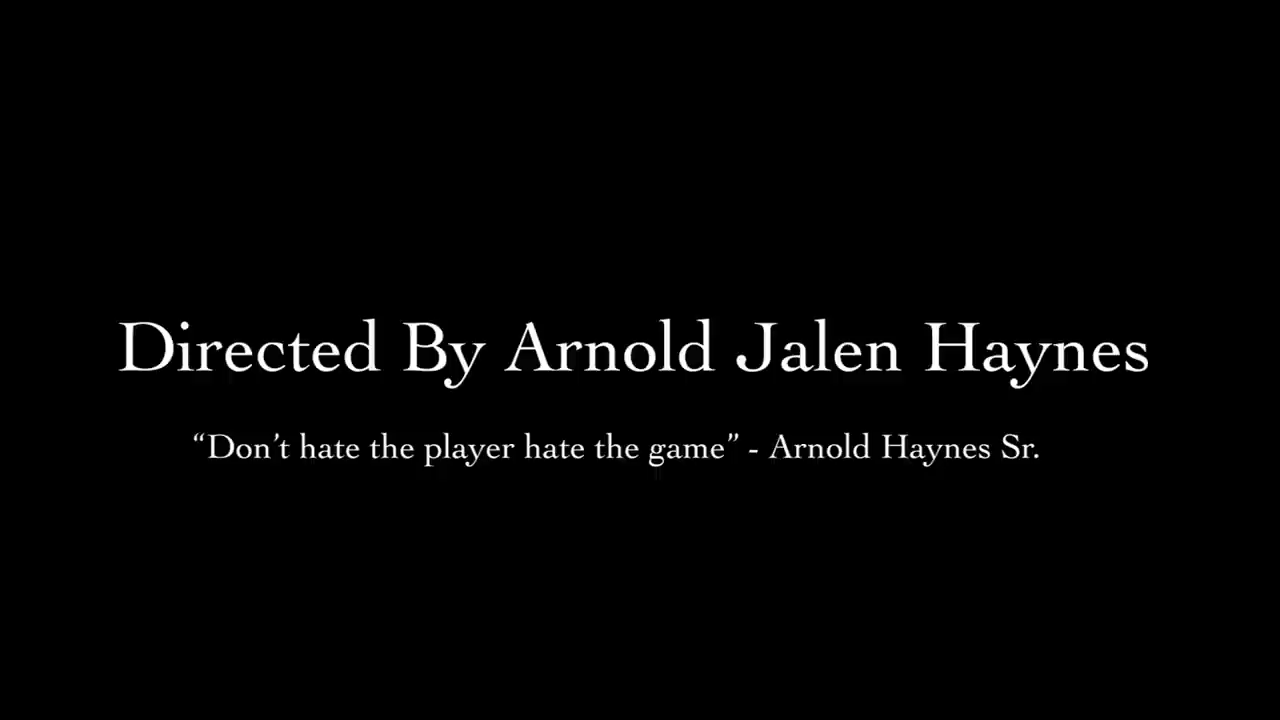 Directed By Arnold Jalen Haynes
“Don’t hate the player hate the game” - Arnold Haynes Sr.